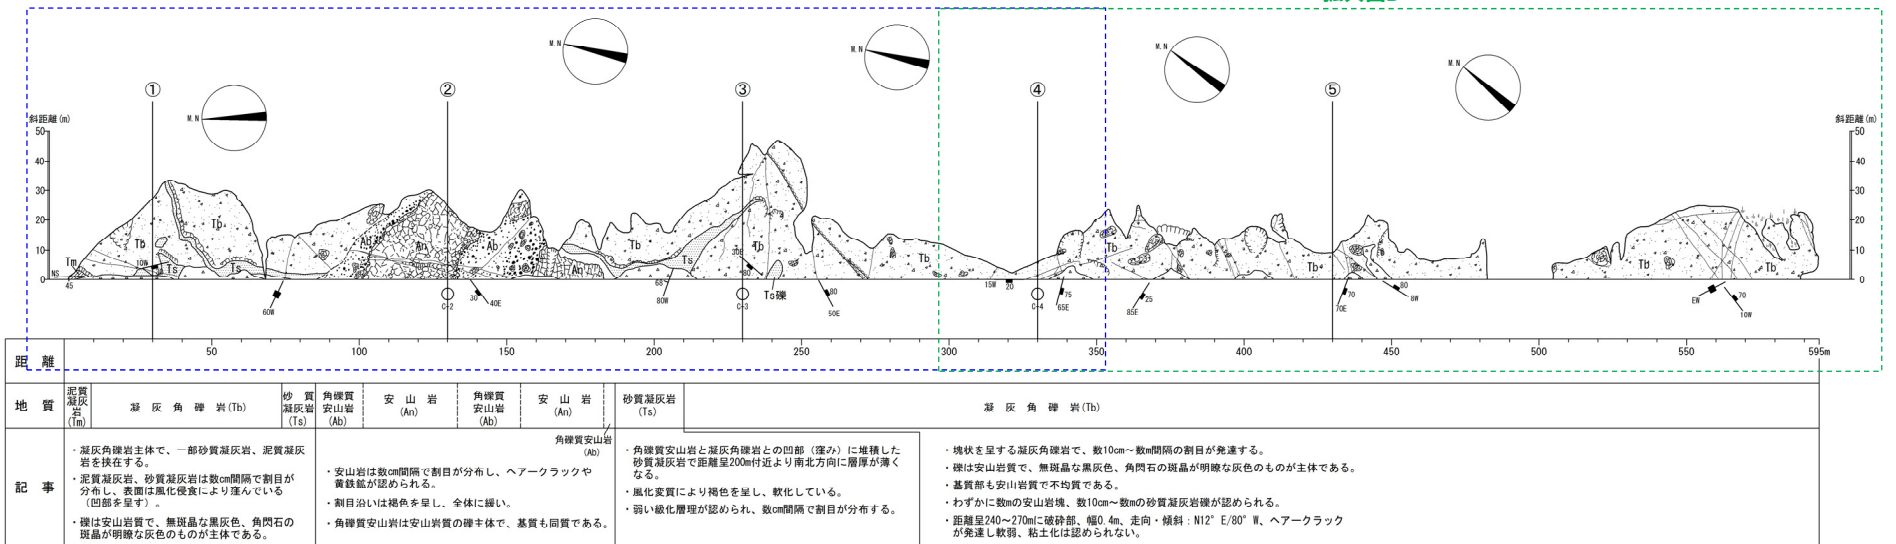 M.N
M.N
M.N
M.N
M.N
① ② ③ ④ ⑤
斜距離(m)
50
40
30
20
10
0
NS
斜距離(m)
50
40
30
20
10
0
Tm
Tb
Tb
Ts
Ts
10W
45
60W
Ab
An
Ab
An
C-2
30
40E
Tb
Ts
68
80W
30E
80
Tb
C-3
Ts礫
80
50E
Tb
15W
20
C-4
75
65E
Tb
25
85E
Tb
70
70E
80
8W
Tb
Tb
EW
70
10W
距離
50 100 150 200 250 300 350 400 450 500 550 595m
地質
泥質凝灰岩(Tm)
凝灰角礫岩(Tb)
砂質凝灰岩(Ts)
角礫質安山岩(Ab)
安山岩(An)
角礫質安山岩(Ab)
安山岩(An)
角礫質安山岩(Ab)
砂質凝灰岩(Ts)
凝灰角礫岩(Tb)
記事
・凝灰角礫岩主体で、一部砂質凝灰岩、泥質凝灰
岩を挟在する。
・泥質凝灰岩、砂質凝灰岩は数cm間隔で割目が
分布し、表面は風化侵食により窪んでいる
（凹部を呈す）。
・礫は安山岩質で、無斑晶な黒灰色、角閃石の
斑晶が明瞭な灰色のものが主体である。
・安山岩は数cm間隔で割目が分布し、ヘアークラックや
黄鉄鉱が認められる。
・割目沿いは褐色を呈し、全体に緩い。
・角礫質安山岩は安山岩質の礫主体で、基質も同質である。
・角礫質安山岩と凝灰角礫岩との凹部（窪み）に堆積した
砂質凝灰岩で距離呈200m付近より南北方向に層厚が薄く
なる。
・風化変質により褐色を呈し、軟化している。
・弱い級化層理が認められ、数cm間隔で割目が分布する。
・塊状を呈する凝灰角礫岩で、数10cm～数m間隔の割目が発達する。
・礫は安山岩質で、無斑晶な黒灰色、角閃石の斑晶が明瞭な灰色のものが主体である。
・基質部も安山岩質で不均質である。
・わずかに数mの安山岩塊、数10cm～数mの砂質凝灰岩礫が認められる。
・距離呈240～270mに破砕部、幅0.4m、走向・傾斜：N12°E/80°W、ヘアークラック
が発達し軟弱、粘土化は認められない。